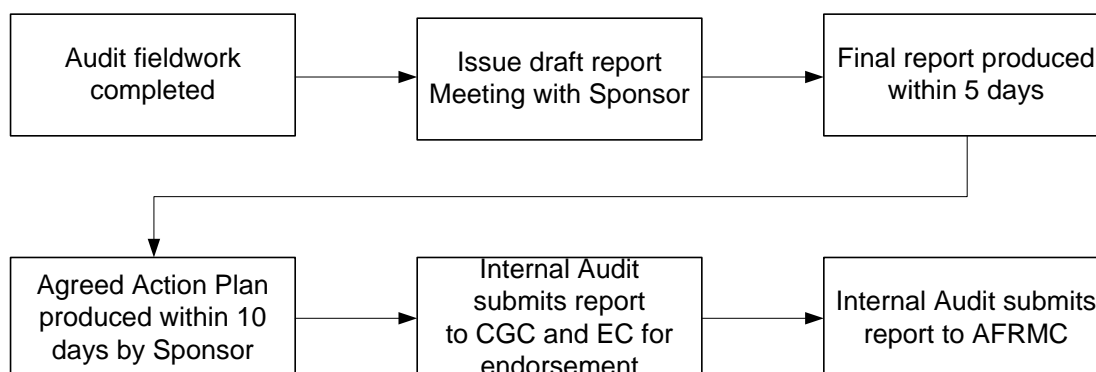 Audit fieldwork
completed
Issue draft report
Meeting with Sponsor
Final report produced
within 5 days
Agreed Action Plan
produced within 10
days by Sponsor
Internal Audit
submits report
to CGC and EC for
endorsement
Internal Audit submits
report to AFRMC